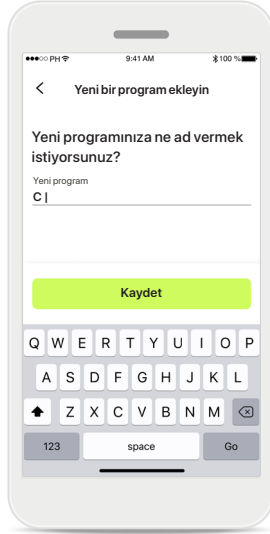 PH 9:41 AM 100 %
Yeni bir program ekleyin
Yeni programınıza ne ad vermek
istiyorsunuz?
Yeni program
C |
Kaydet
Q W E R T Y U I O P
A S D F G H J K L
Z X C V B N M
123 space Go